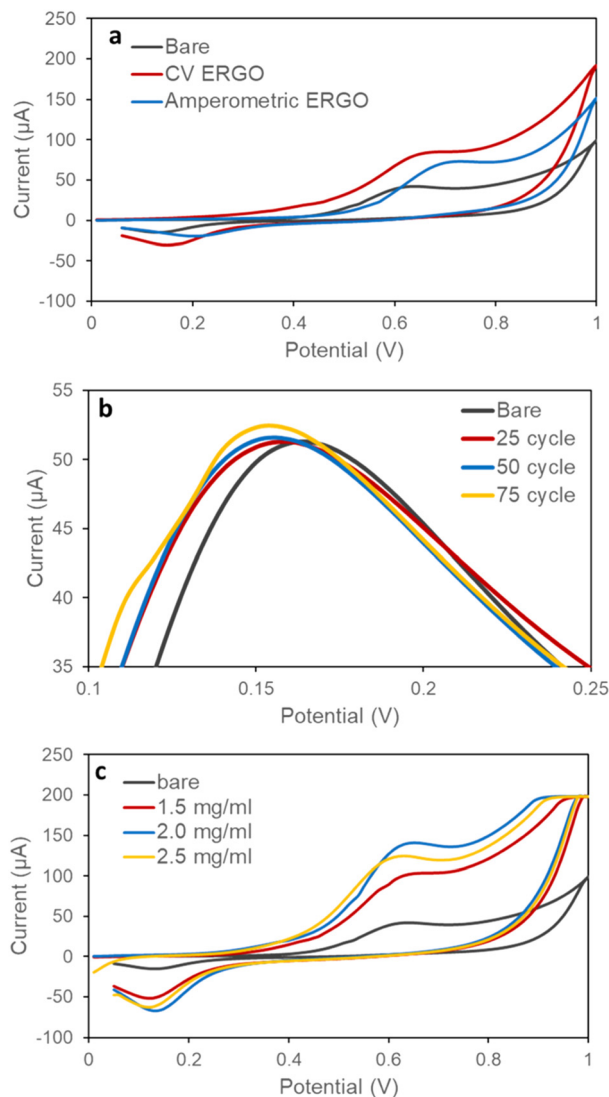 a
Bare
CV ERGO
Amperometric ERGO
250
200
150
100
50
0
-50
-100
Current (µA)
0
0.2
0.4
0.6
0.8
1
Potential (V)
b
Bare
25 cycle
50 cycle
75 cycle
55
50
45
40
35
Current (µA)
0.1
0.15
0.2
0.25
Potential (V)
c
bare
1.5 mg/ml
2.0 mg/ml
2.5 mg/ml
250
200
150
100
50
0
-50
-100
Current (µA)
0
0.2
0.4
0.6
0.8
1
Potential (V)